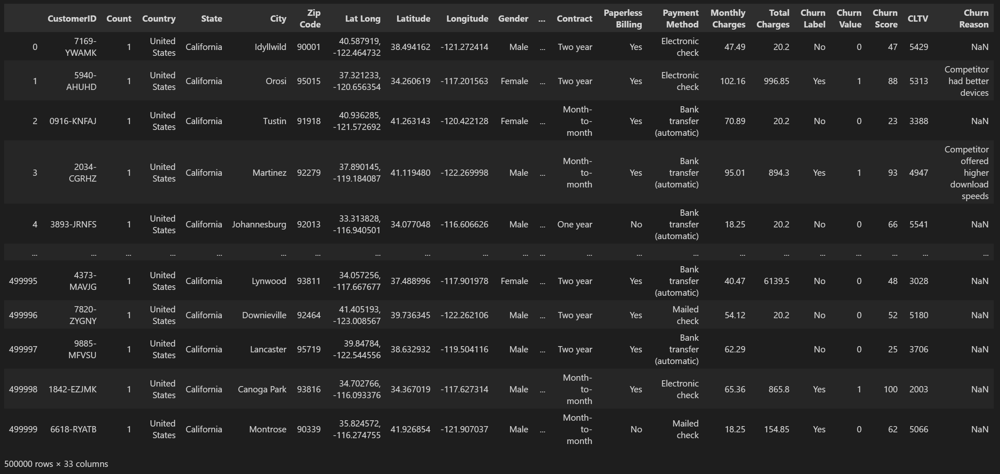 CustomerID Count Country State City Zip Code Lat Long Latitude Longitude Gender ... Contract Paperless Billing Payment Method Monthly Charges Total Charges Churn Label Churn Value Churn Score CLTV Churn Reason
0 7169-YWAMK 1 United States California Idyllwild 90001 40.587919, -122.464732 38.494162 -121.272414 Male ... Two year Yes Electronic check 47.49 20.2 No 0 47 5429 NaN
1 5940-AHUHD 1 United States California Orosi 95015 37.321233, -120.656354 34.260619 -117.201563 Female ... Two year Yes Electronic check 102.16 996.85 Yes 1 88 5313 Competitor had better devices
2 0916-KNFAJ 1 United States California Tustin 91918 40.936285, -121.572692 41.263143 -120.422128 Female ... Month-to-month Yes Bank transfer (automatic) 70.89 20.2 No 0 23 3388 NaN
3 2034-CGRHZ 1 United States California Martinez 92279 37.890145, -119.184087 41.119480 -122.269998 Male ... Month-to-month Yes Bank transfer (automatic) 95.01 894.3 Yes 1 93 4947 Competitor offered higher download speeds
4 3893-JRNFS 1 United States California Johannesburg 92013 33.313828, -116.940501 34.077048 -116.606626 Male ... One year No Bank transfer (automatic) 18.25 20.2 No 0 66 5541 NaN
... ... ... ... ... ... ... ... ... ... ... ... ... ... ... ... ... ... ... ... ... ...
499995 4373-MAVJG 1 United States California Lynwood 93811 34.057256, -117.667677 37.488996 -117.901978 Female ... Two year Yes Bank transfer (automatic) 40.47 6139.5 No 0 48 3028 NaN
499996 7820-ZYGNY 1 United States California Downieville 92464 41.405193, -123.008567 39.736345 -122.262106 Male ... Two year Yes Mailed check 54.12 20.2 No 0 52 5180 NaN
499997 9885-MFVSU 1 United States California Lancaster 95719 39.84784, -122.544556 38.632932 -119.504116 Male ... Two year Yes Bank transfer (automatic) 62.29 No 0 25 3706 NaN
499998 1842-EZJMK 1 United States California Canoga Park 93816 34.702766, -116.093376 34.367019 -117.627314 Male ... Month-to-month Yes Electronic check 65.36 865.8 Yes 1 100 2003 NaN
499999 6618-RYATB 1 United States California Montrose 90339 35.824572, -116.274755 41.926854 -121.907037 Male ... Month-to-month No Mailed check 18.25 154.85 Yes 0 62 5066 NaN
500000 rows × 33 columns